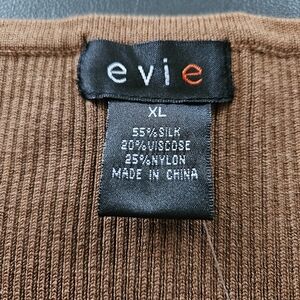 evie
XL
55%SILK
20%VISCOSE
25%NYLON
MADE IN CHINA